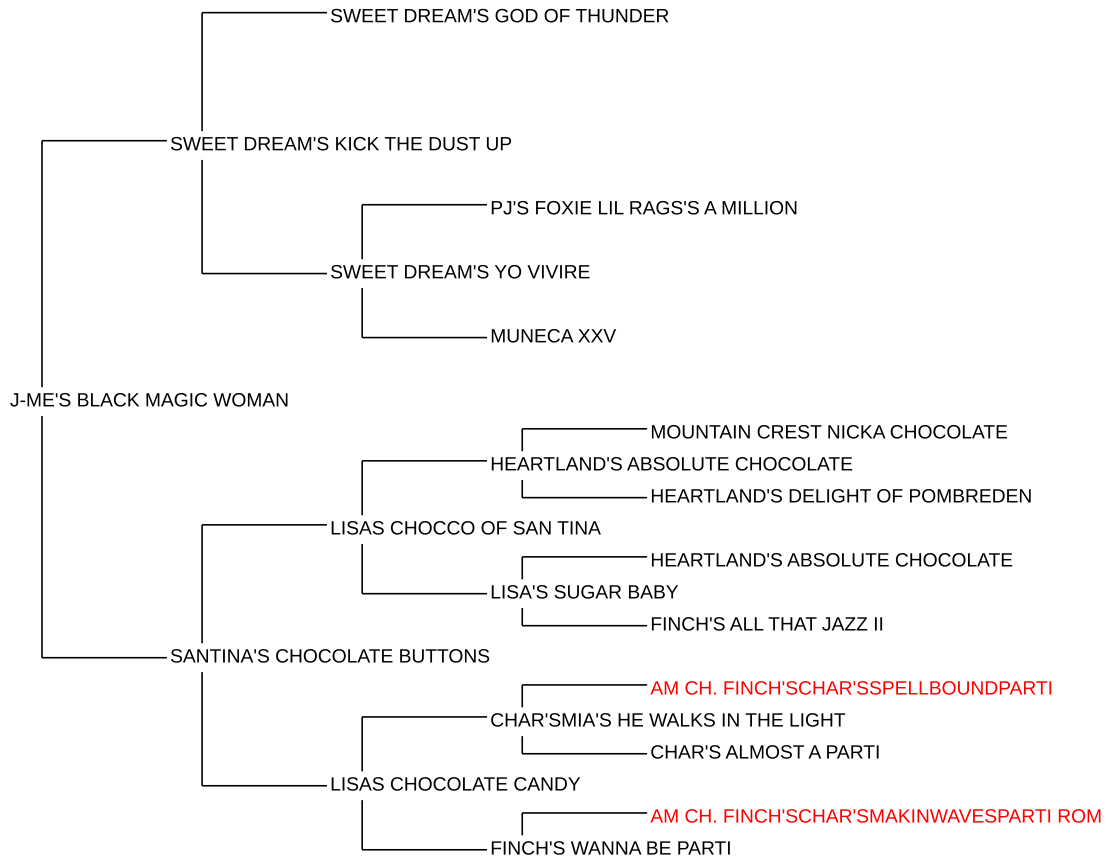 SWEET DREAM'S GOD OF THUNDER
SWEET DREAM'S KICK THE DUST UP
PJ'S FOXIE LIL RAGS'S A MILLION
SWEET DREAM'S YO VIVIRE
MUNECA XXV
J-ME'S BLACK MAGIC WOMAN
MOUNTAIN CREST NICKA CHOCOLATE
HEARTLAND'S ABSOLUTE CHOCOLATE
HEARTLAND'S DELIGHT OF POMBREDEN
LISAS CHOCCO OF SAN TINA
HEARTLAND'S ABSOLUTE CHOCOLATE
LISA'S SUGAR BABY
FINCH'S ALL THAT JAZZ II
SANTINA'S CHOCOLATE BUTTONS
AM CH. FINCH'SCHAR'SSPELLBOUNDPARTI
CHAR'SMIA'S HE WALKS IN THE LIGHT
CHAR'S ALMOST A PARTI
LISAS CHOCOLATE CANDY
AM CH. FINCH'SCHAR'SMAKINWAVESPARTI ROM
FINCH'S WANNA BE PARTI